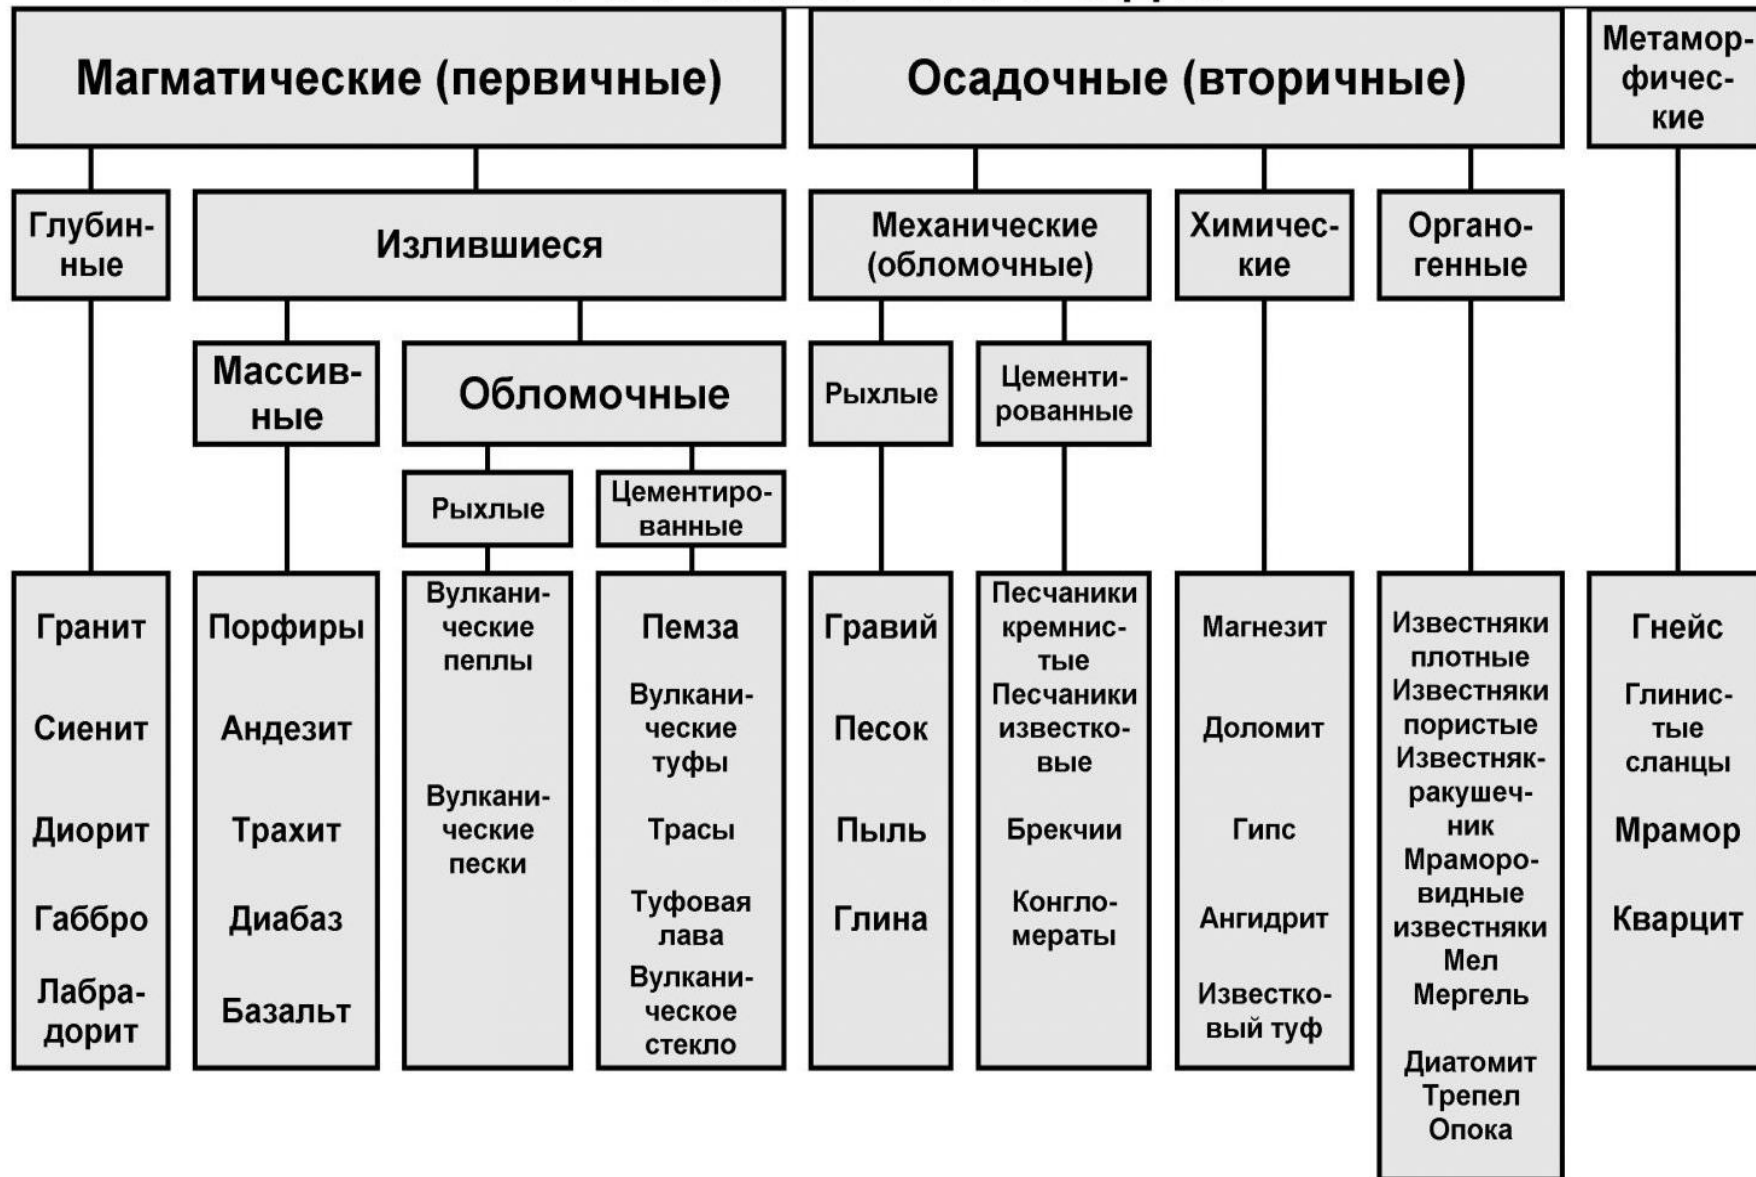 Магматические (первичные)
Осадочные (вторичные)
Метамор-
фичес-
кие
Глубин-
ные
Излившиеся
Механические
(обломочные)
Химичес-
кие
Органо-
генные
Массив-
ные
Обломочные
Рыхлые
Цементи-
рованные
Рыхлые
Цементиро-
ванные
Гранит
Сиенит
Диорит
Габбро
Лабра-
дорит
Порфиры
Андезит
Трахит
Диабаз
Базальт
Вулкани-
ческие
пеплы
Вулкани-
ческие
пески
Пемза
Вулкани-
ческие
туфы
Трасы
Туфовая
лава
Вулкани-
ческое
стекло
Гравий
Песок
Пыль
Глина
Песчаники
кремнис-
тые
Песчаники
известко-
вые
Брекчии
Конгло-
мераты
Магнезит
Доломит
Гипс
Ангидрит
Известко-
вый туф
Известняки
плотные
Известняки
пористые
Известняк-
ракушеч-
ник
Мраморо-
видные
известняки
Мел
Мергель
Диатомит
Трепел
Опока
Гнейс
Глинис-
тые
сланцы
Мрамор
Кварцит